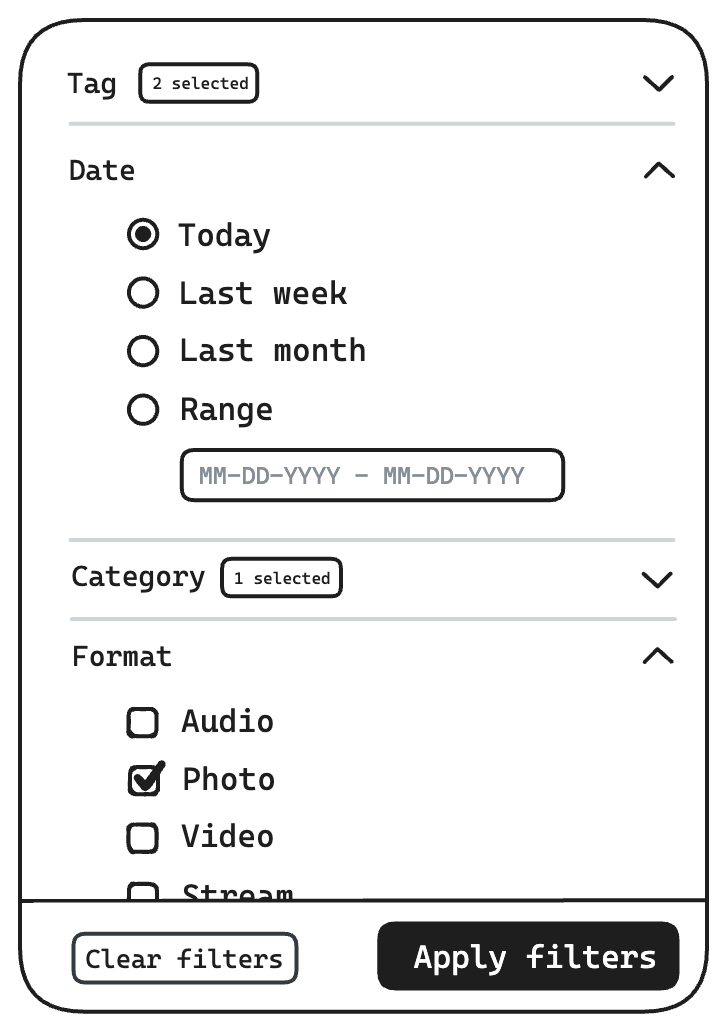 Tag 2 selected
Date
Today
Last week
Last month
Range
MM-DD-YYYY - MM-DD-YYYY
Category 1 selected
Format
Audio
Photo
Video
Stream
Clear filters Apply filters